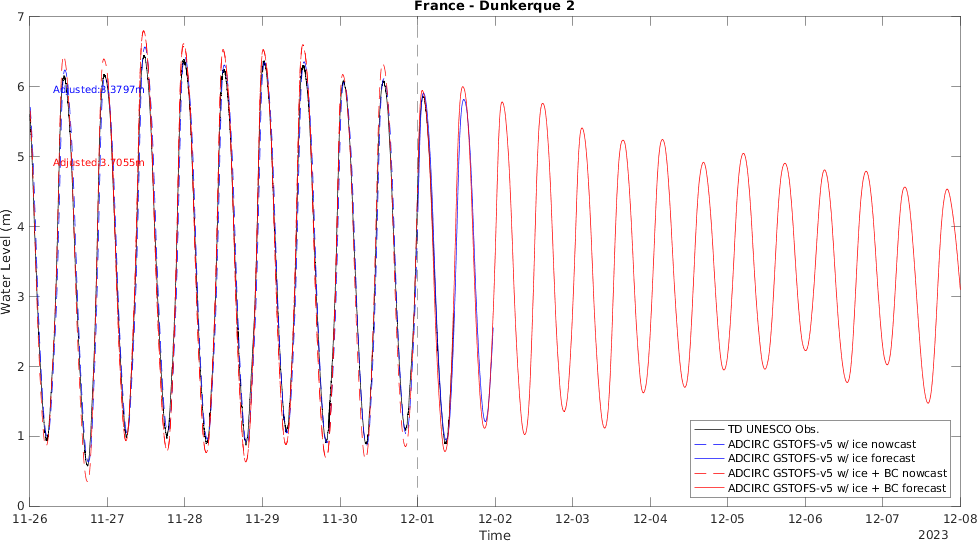 France - Dunkerque 2
Water Level (m)
7
6
5
4
3
2
1
0
Adjusted:3.3797m
Adjusted:3.7055m
TD UNESCO Obs.
ADCIRC GSTOFS-v5 w/ ice nowcast
ADCIRC GSTOFS-v5 w/ ice forecast
ADCIRC GSTOFS-v5 w/ ice + BC nowcast
ADCIRC GSTOFS-v5 w/ ice + BC forecast
11-26 11-27 11-28 11-29 11-30 12-01 12-02 12-03 12-04 12-05 12-06 12-07 12-08
Time
2023